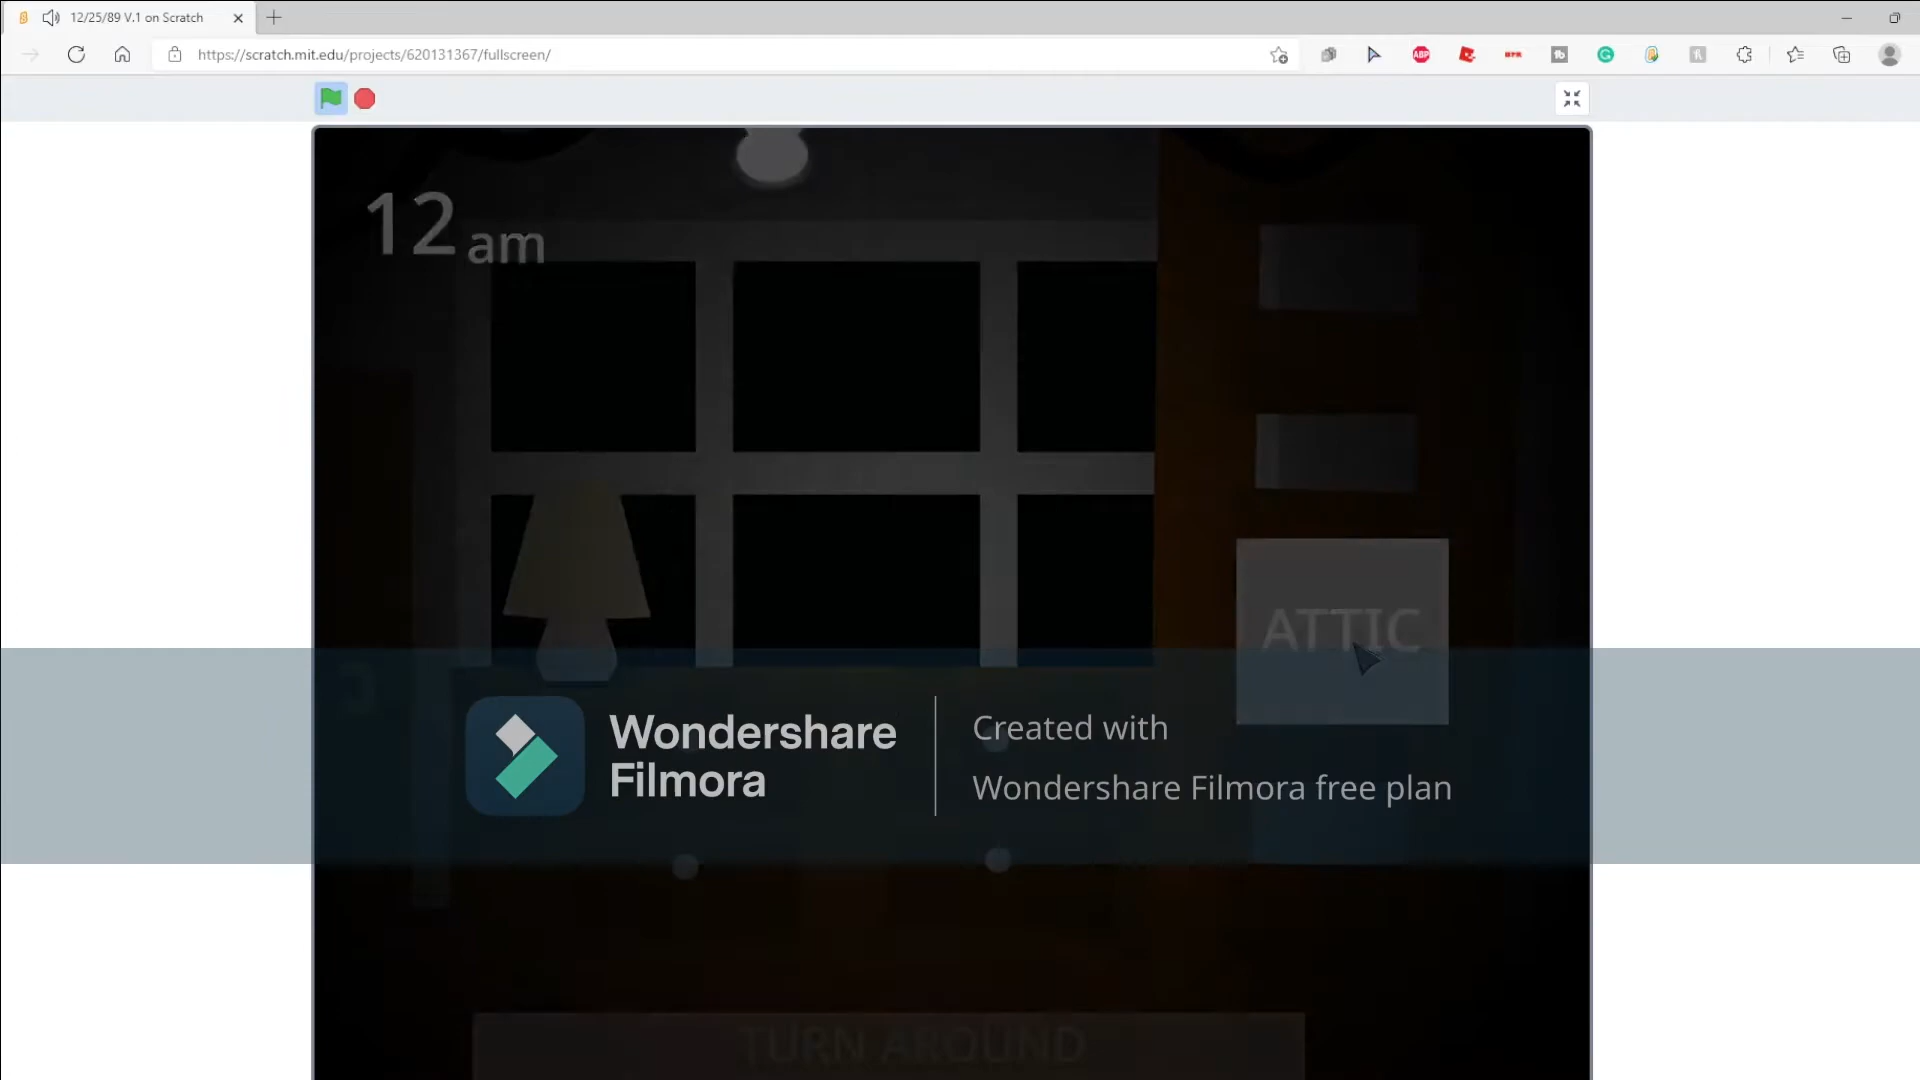 12/25/89 V.1 on Scratch
https://scratch.mit.edu/projects/620131367/fullscreen/
ABP
12 am
ATTIC
Wondershare
Filmora
Created with
Wondershare Filmora free plan
TURN AROUND